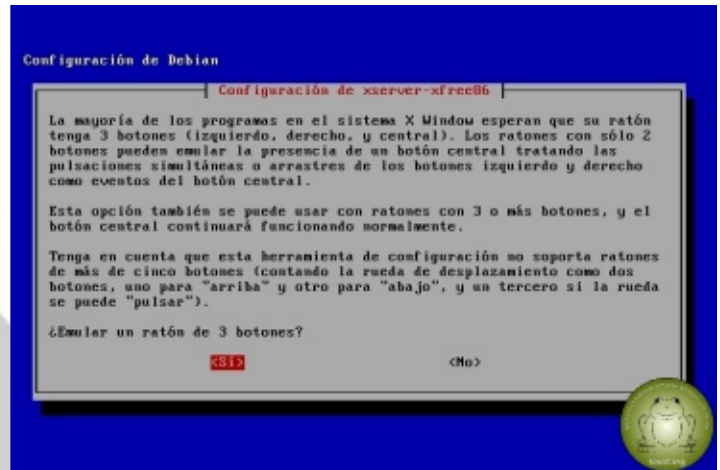 Configuración de Debian
Configuración de xserver-xfree86
La mayoría de los programas en el sistema X Window esperan que su ratón
tenga 3 botones (izquierdo, derecho, y central). Los ratones con sólo 2
botones pueden emular la presencia de un botón central tratando las
pulsaciones simultáneas o arrastres de los botones izquierdo y derecho
como eventos del botón central.
Esta opción también se puede usar con ratones con 3 o más botones, y el
botón central continuará funcionando normalmente.
Tenga en cuenta que esta herramienta de configuración no soporta ratones
de más de cinco botones (contando la rueda de desplazamiento como dos
botones, uno para "arriba" y otro para "abajo", y un tercero si la rueda
se puede "pulsar").
¿Emular un ratón de 3 botones?
<Sí> <No>